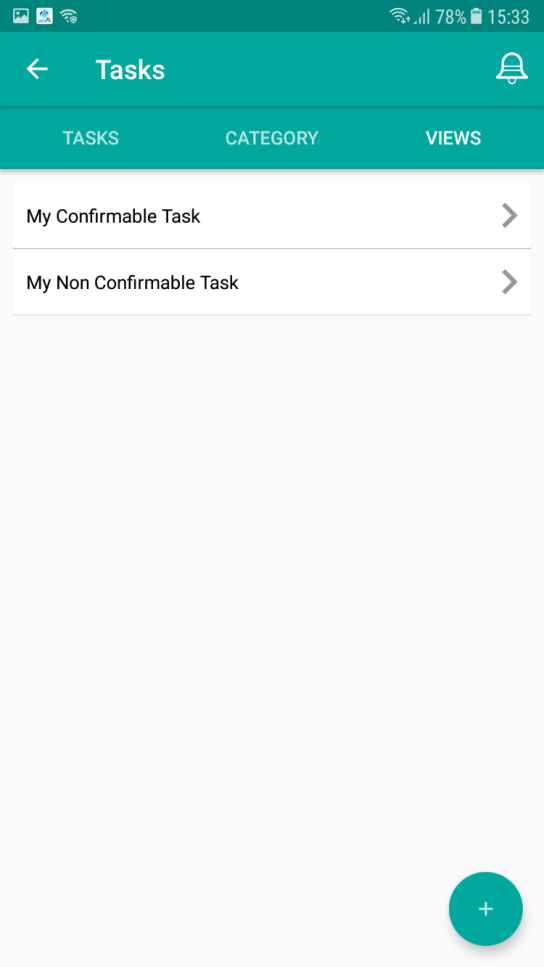 78% 15:33
Tasks
TASKS CATEGORY VIEWS
My Confirmable Task
My Non Confirmable Task
+